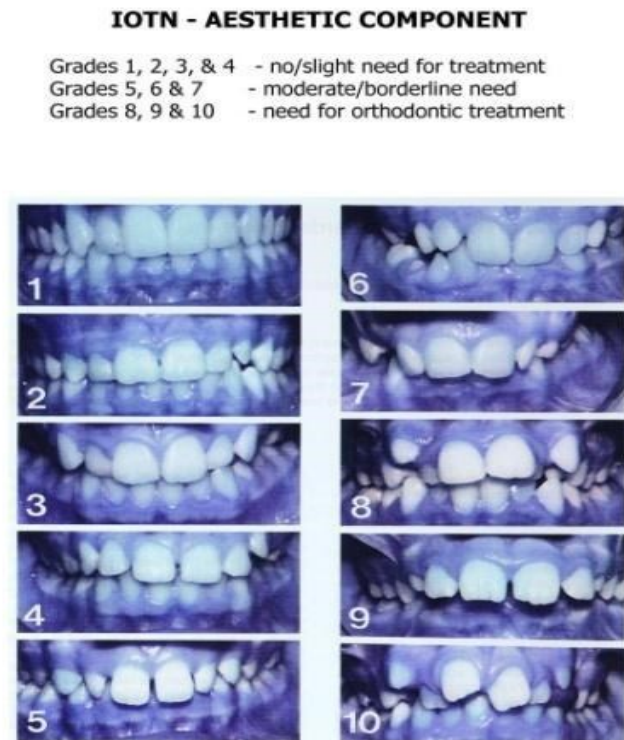 IOTN - AESTHETIC COMPONENT
Grades 1, 2, 3, & 4 - no/slight need for treatment
Grades 5, 6 & 7 - moderate/borderline need
Grades 8, 9 & 10 - need for orthodontic treatment
1
2
3
4
5
6
7
8
9
10